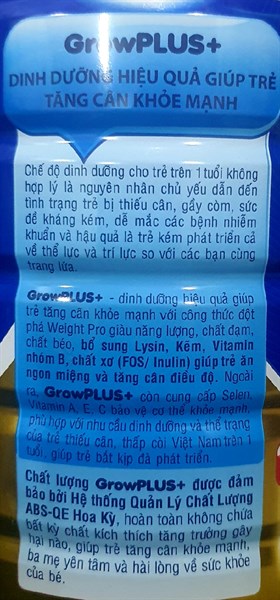 GrowPLUS+
DINH DƯỠNG HIỆU QUẢ GIÚP TRẺ
TĂNG CÂN KHỎE MẠNH
Chế độ dinh dưỡng cho trẻ trên 1 tuổi không
hợp lý là nguyên nhân chủ yếu dẫn đến
tình trạng trẻ bị thiếu cân, gầy còm, sức
đề kháng kém, dễ mắc các bệnh nhiễm
khuẩn và hậu quả là trẻ kém phát triển cả
về thể lực và trí lực so với các bạn cùng
trang lứa.
GrowPLUS+ - dinh dưỡng hiệu quả giúp
trẻ tăng cân khỏe mạnh với công thức đột
phá Weight Pro giàu năng lượng, chất đạm,
chất béo, bổ sung Lysin, Kẽm, Vitamin
nhóm B, chất xơ (FOS/ Inulin) giúp trẻ ăn
ngon miệng và tăng cân điều độ. Ngoài
ra, GrowPLUS+ còn cung cấp Selen,
Vitamin A, E, C bảo vệ cơ thể khỏe mạnh,
phù hợp với nhu cầu dinh dưỡng và thể trạng
của trẻ thiếu cân, thấp còi Việt Nam trên 1
tuổi, giúp trẻ bắt kịp đà phát triển.
Chất lượng GrowPLUS+ được đảm
bảo bởi Hệ thống Quản Lý Chất Lượng
ABS-QE Hoa Kỳ, hoàn toàn không chứa
bất kỳ chất kích thích tăng trưởng gây
hại nào, giúp trẻ tăng cân khỏe mạnh,
ba mẹ yên tâm và hài lòng về sức khỏe
của bé.